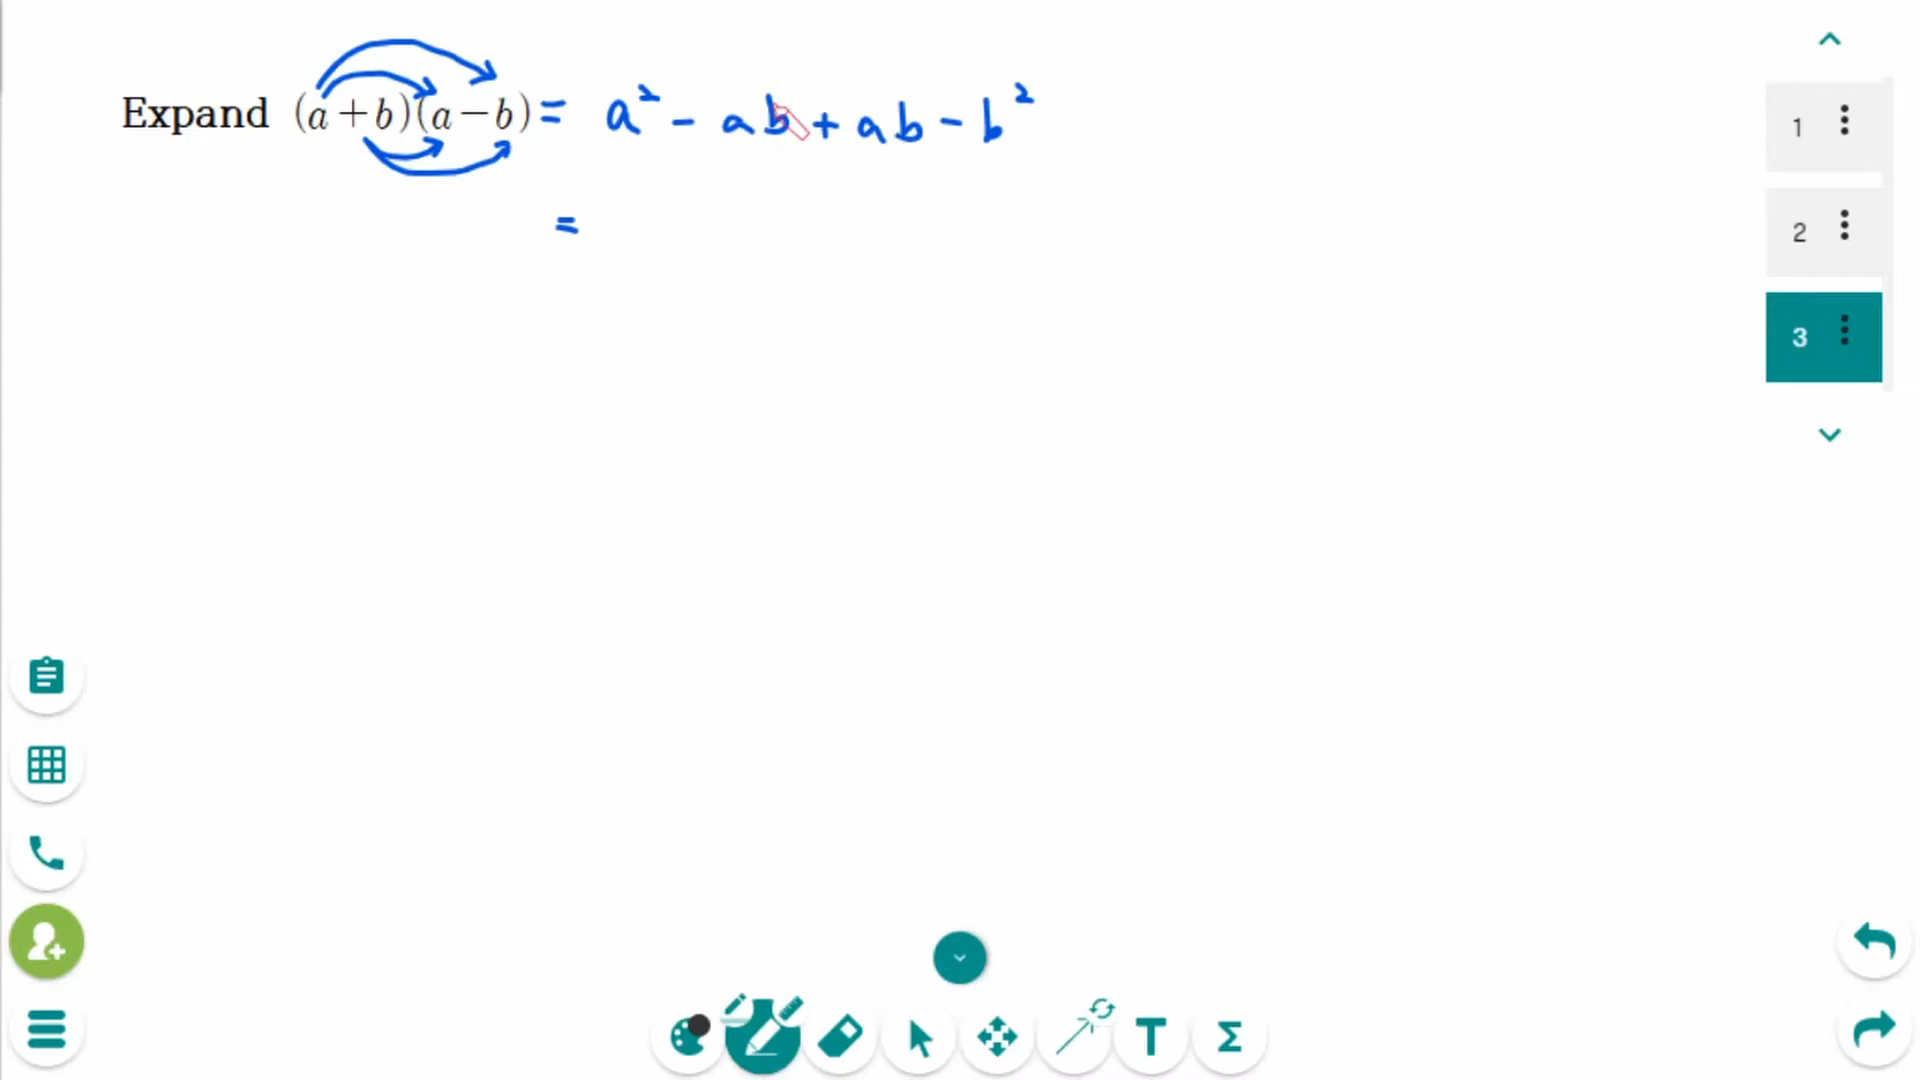 Expand (a+b)(a-b) = a² - ab + ab - b²
=
1
2
3
T
Σ